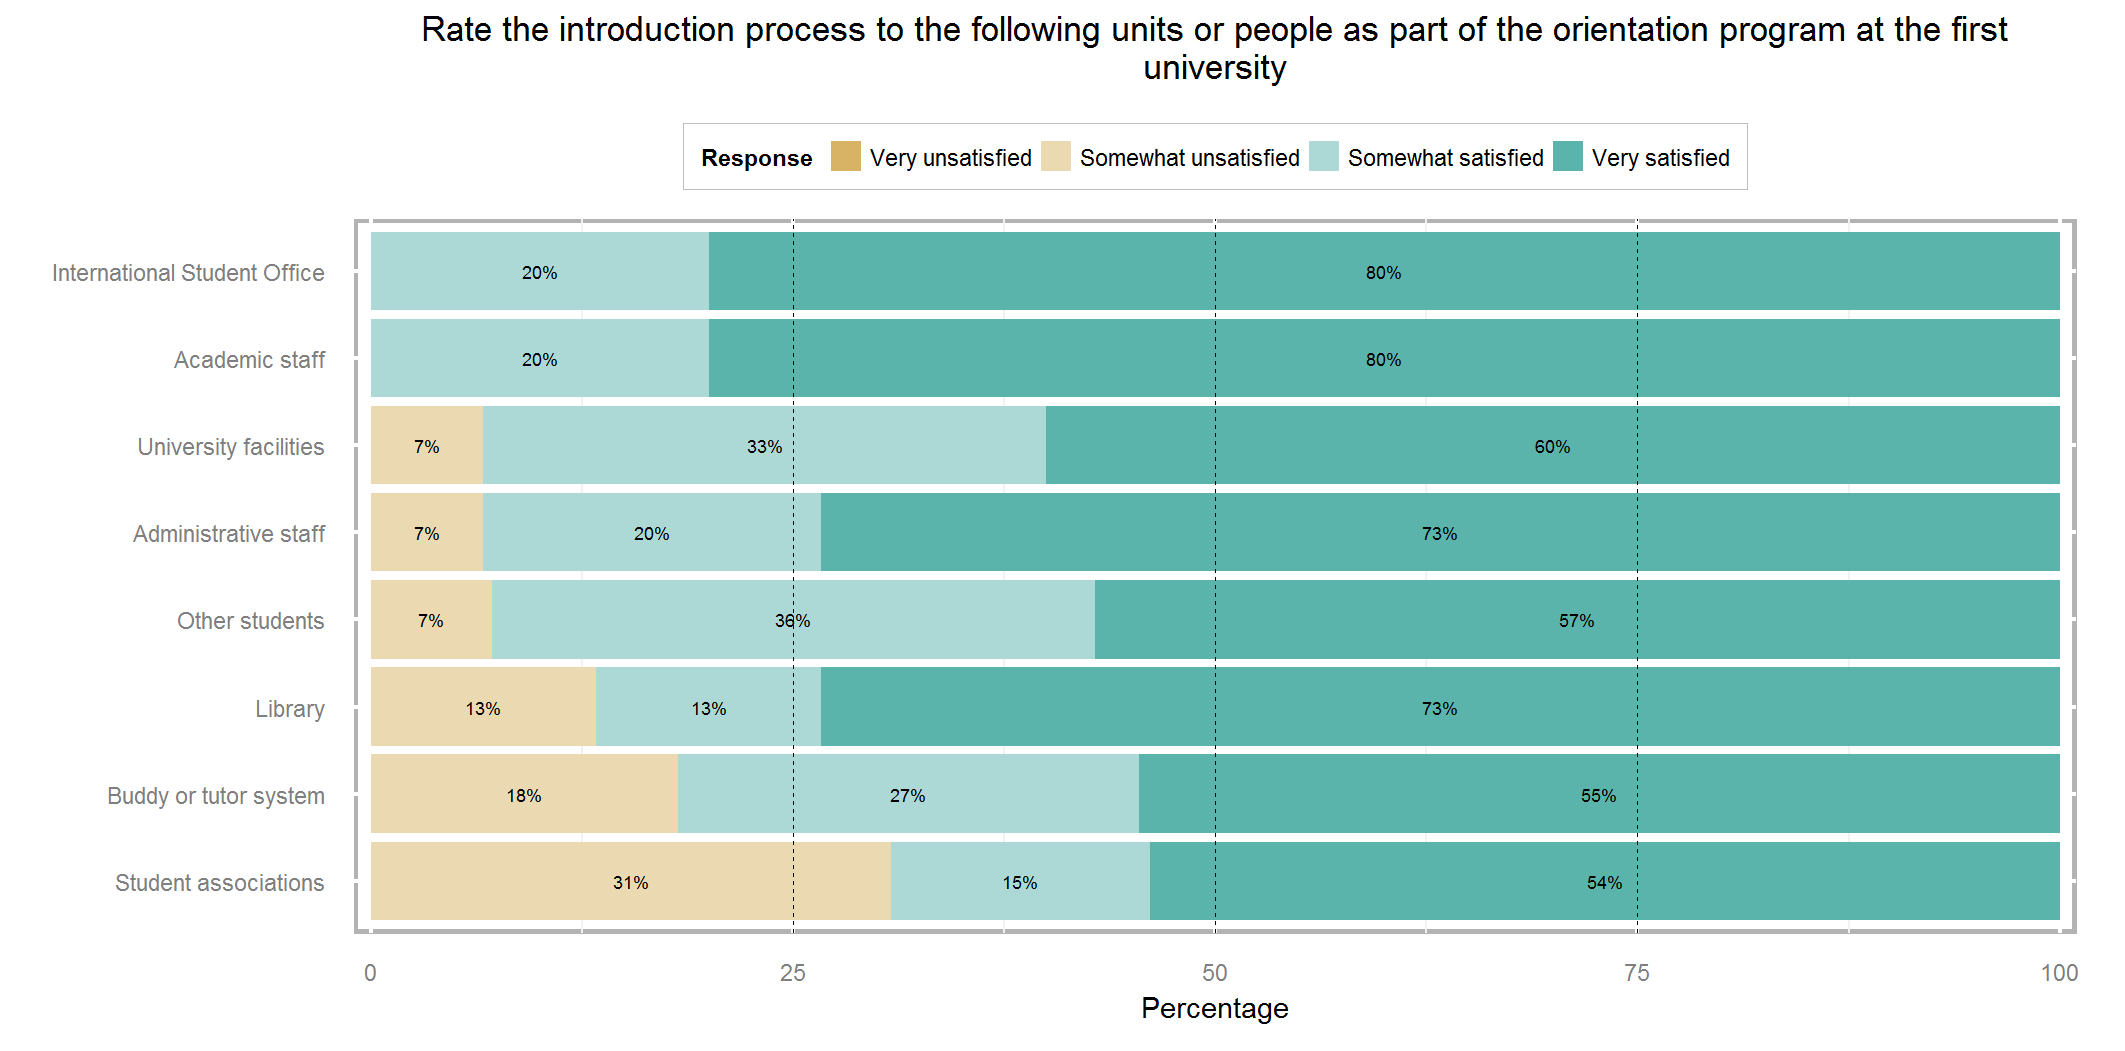 Rate the introduction process to the following units or people as part of the orientation program at the first
university
Response Very unsatisfied Somewhat unsatisfied Somewhat satisfied Very satisfied
International Student Office 20% 80%
Academic staff 20% 80%
University facilities 7% 33% 60%
Administrative staff 7% 20% 73%
Other students 7% 36% 57%
Library 13% 13% 73%
Buddy or tutor system 18% 27% 55%
Student associations 31% 15% 54%
0 25 50 75 100
Percentage